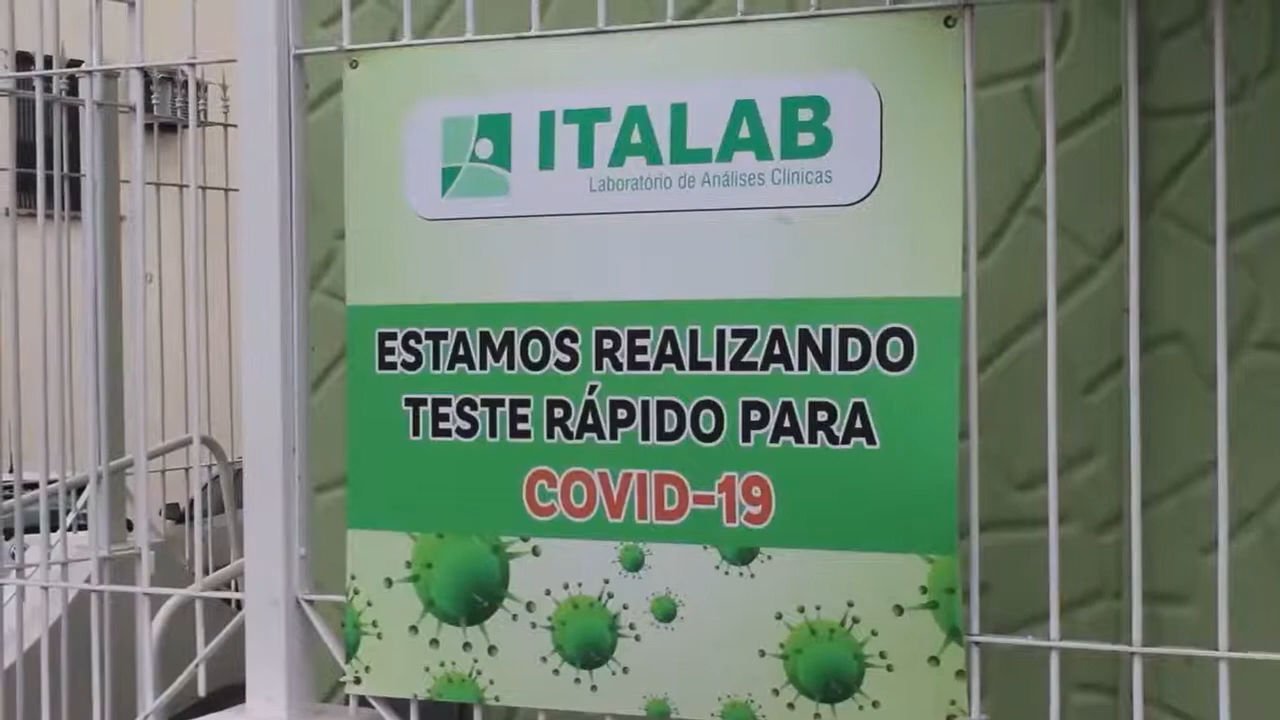 ITALAB
Laboratório de Análises Clínicas
ESTAMOS REALIZANDO
TESTE RÁPIDO PARA
COVID-19